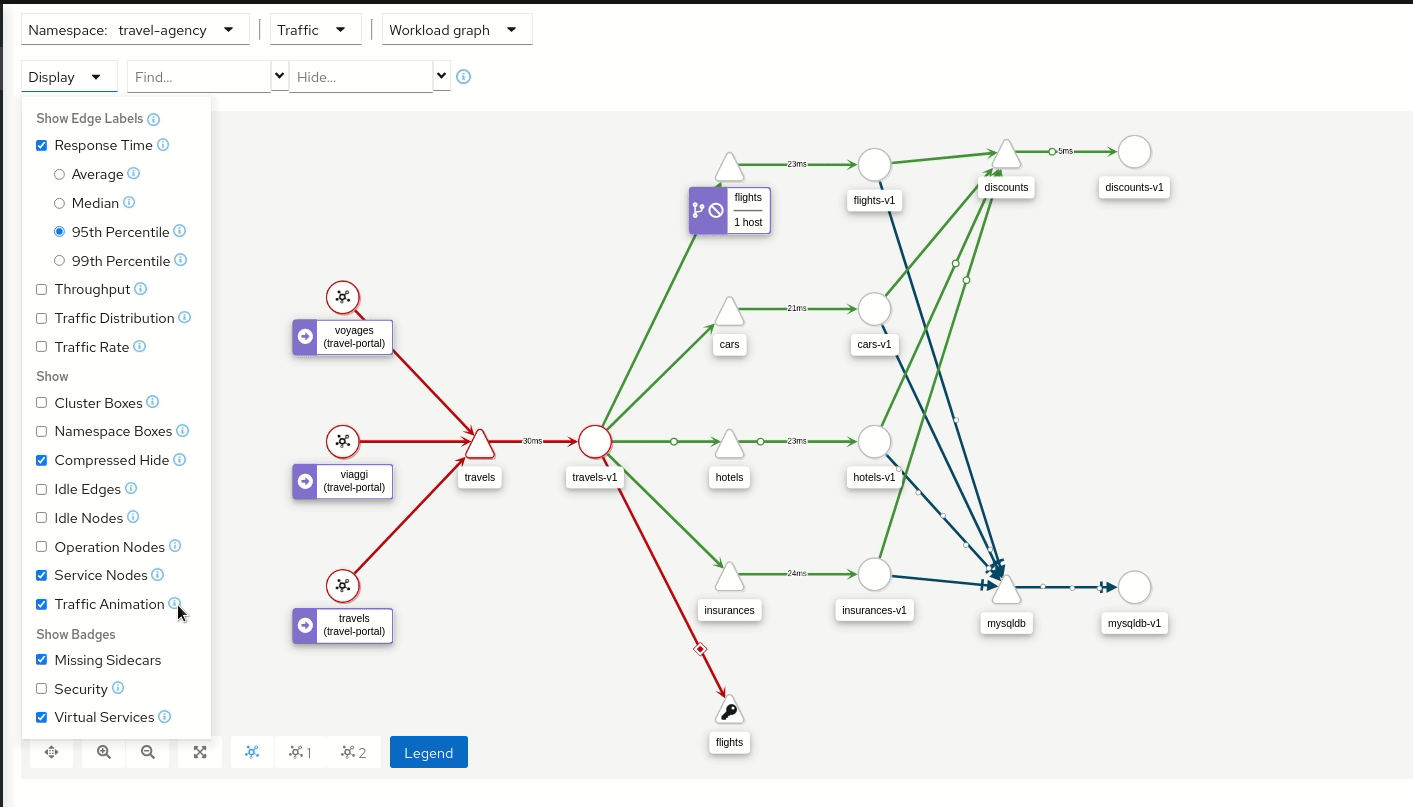 Namespace: travel-agency
Traffic
Workload graph
Display
Find...
Hide...
Show Edge Labels
Response Time
Average
Median
95th Percentile
99th Percentile
Throughput
Traffic Distribution
Traffic Rate
Show
Cluster Boxes
Namespace Boxes
Compressed Hide
Idle Edges
Idle Nodes
Operation Nodes
Service Nodes
Traffic Animation
Show Badges
Missing Sidecars
Security
Virtual Services
1
2
Legend
voyages
(travel-portal)
viaggi
(travel-portal)
travels
(travel-portal)
30ms
travels
travels-v1
flights
1 host
23ms
flights-v1
discounts
5ms
discounts-v1
21ms
cars
cars-v1
23ms
hotels
hotels-v1
24ms
insurances
insurances-v1
mysqldb
mysqldb-v1
flights